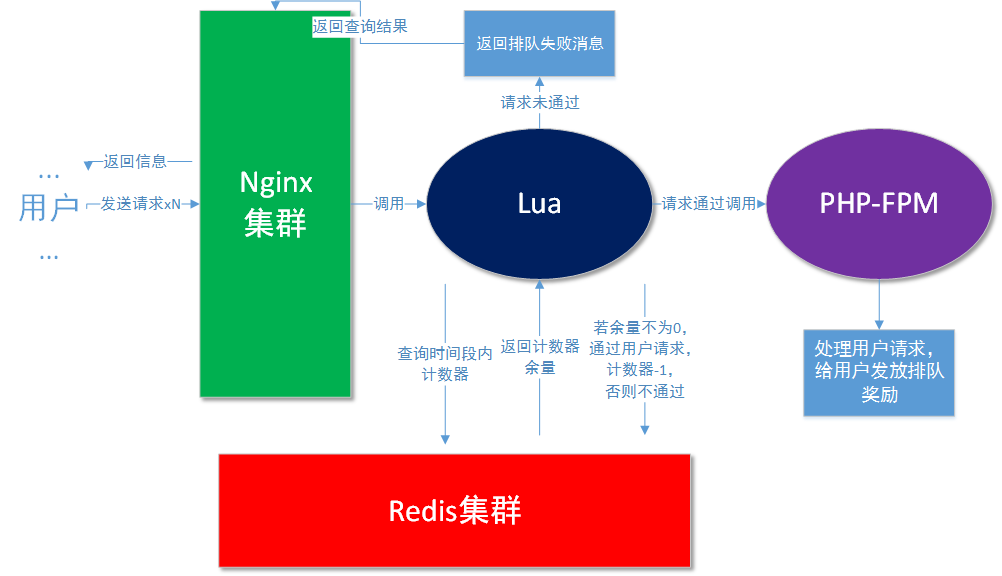 返回查询结果
返回排队失败消息
请求未通过
...
返回信息
用户
发送请求xN
...
Nginx
集群
调用
Lua
请求通过调用
PHP-FPM
查询时间段内
计数器
返回计数器
余量
若余量不为0，
通过用户请求，
计数器-1，
否则不通过
处理用户请求，
给用户发放排队
奖励
Redis集群